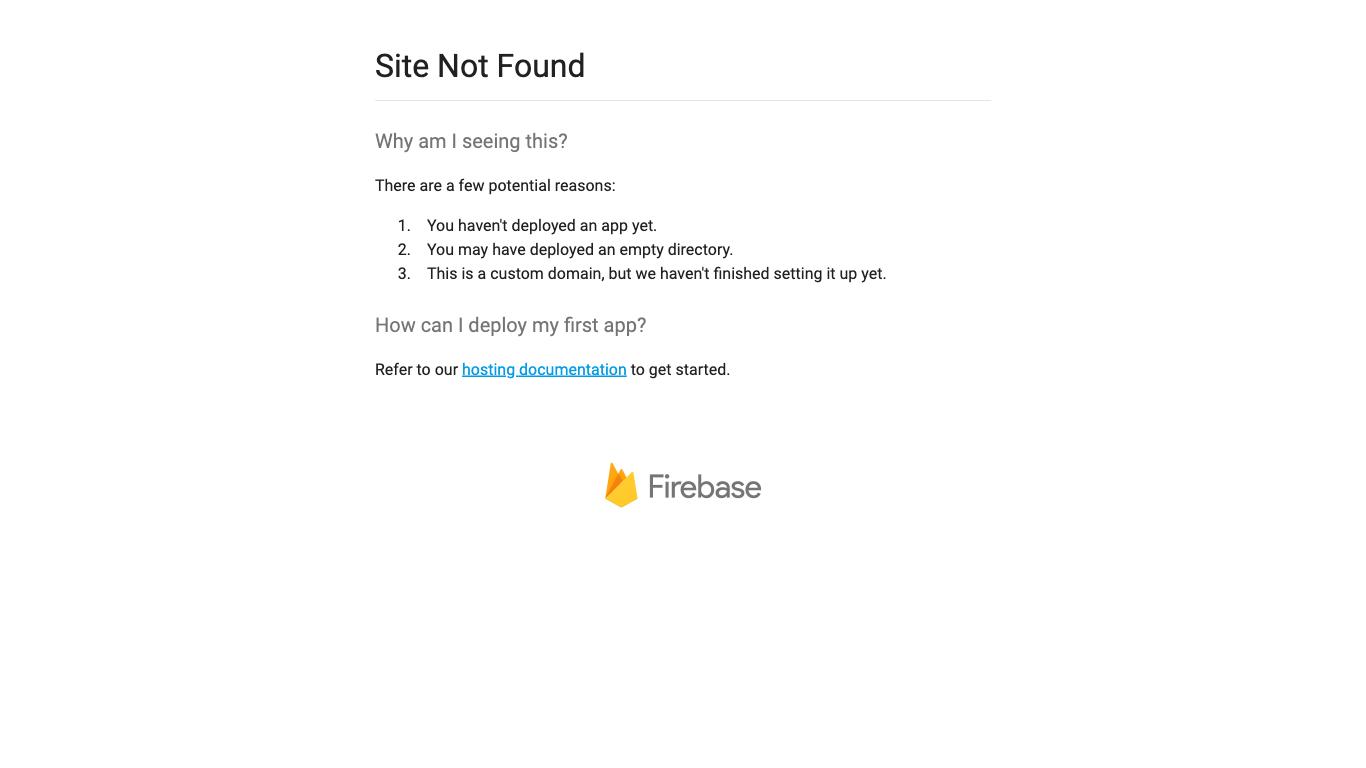 Site Not Found
Why am I seeing this?
There are a few potential reasons:
1. You haven't deployed an app yet.
2. You may have deployed an empty directory.
3. This is a custom domain, but we haven't finished setting it up yet.
How can I deploy my first app?
Refer to our hosting documentation to get started.
Firebase